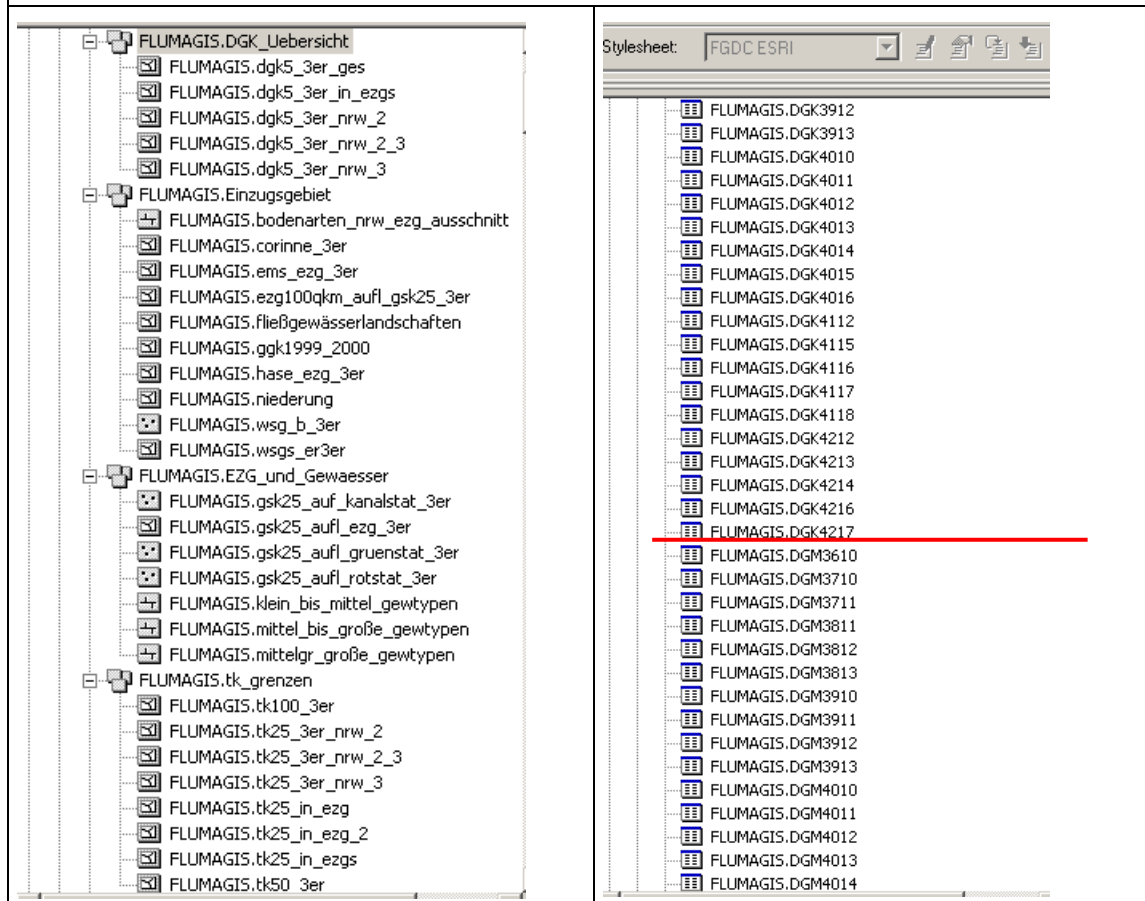 FLUMAGIS.DGK_Uebersicht
FLUMAGIS.dgk5_3er_ges
FLUMAGIS.dgk5_3er_in_ezgs
FLUMAGIS.dgk5_3er_nrw_2
FLUMAGIS.dgk5_3er_nrw_2_3
FLUMAGIS.dgk5_3er_nrw_3
FLUMAGIS.Einzugsgebiet
FLUMAGIS.bodenarten_nrw_ezg_ausschnitt
FLUMAGIS.corinne_3er
FLUMAGIS.ems_ezg_3er
FLUMAGIS.ezg100qkm_aufl_gsk25_3er
FLUMAGIS.fließgewässerlandschaften
FLUMAGIS.ggk1999_2000
FLUMAGIS.hase_ezg_3er
FLUMAGIS.niederung
FLUMAGIS.wsg_b_3er
FLUMAGIS.wsgs_er3er
FLUMAGIS.EZG_und_Gewaesser
FLUMAGIS.gsk25_auf_kanalstat_3er
FLUMAGIS.gsk25_aufl_ezg_3er
FLUMAGIS.gsk25_aufl_gruenstat_3er
FLUMAGIS.gsk25_aufl_rotstat_3er
FLUMAGIS.klein_bis_mittel_gewtypen
FLUMAGIS.mittel_bis_große_gewtypen
FLUMAGIS.mittelgr_große_gewtypen
FLUMAGIS.tk_grenzen
FLUMAGIS.tk100_3er
FLUMAGIS.tk25_3er_nrw_2
FLUMAGIS.tk25_3er_nrw_2_3
FLUMAGIS.tk25_3er_nrw_3
FLUMAGIS.tk25_in_ezg
FLUMAGIS.tk25_in_ezg_2
FLUMAGIS.tk25_in_ezgs
FLUMAGIS.tk50_3er
Stylesheet: FGDC ESRI
FLUMAGIS.DGK3912
FLUMAGIS.DGK3913
FLUMAGIS.DGK4010
FLUMAGIS.DGK4011
FLUMAGIS.DGK4012
FLUMAGIS.DGK4013
FLUMAGIS.DGK4014
FLUMAGIS.DGK4015
FLUMAGIS.DGK4016
FLUMAGIS.DGK4112
FLUMAGIS.DGK4115
FLUMAGIS.DGK4116
FLUMAGIS.DGK4117
FLUMAGIS.DGK4118
FLUMAGIS.DGK4212
FLUMAGIS.DGK4213
FLUMAGIS.DGK4214
FLUMAGIS.DGK4216
FLUMAGIS.DGK4217
FLUMAGIS.DGM3610
FLUMAGIS.DGM3710
FLUMAGIS.DGM3711
FLUMAGIS.DGM3811
FLUMAGIS.DGM3812
FLUMAGIS.DGM3813
FLUMAGIS.DGM3910
FLUMAGIS.DGM3911
FLUMAGIS.DGM3912
FLUMAGIS.DGM3913
FLUMAGIS.DGM4010
FLUMAGIS.DGM4011
FLUMAGIS.DGM4012
FLUMAGIS.DGM4013
FLUMAGIS.DGM4014